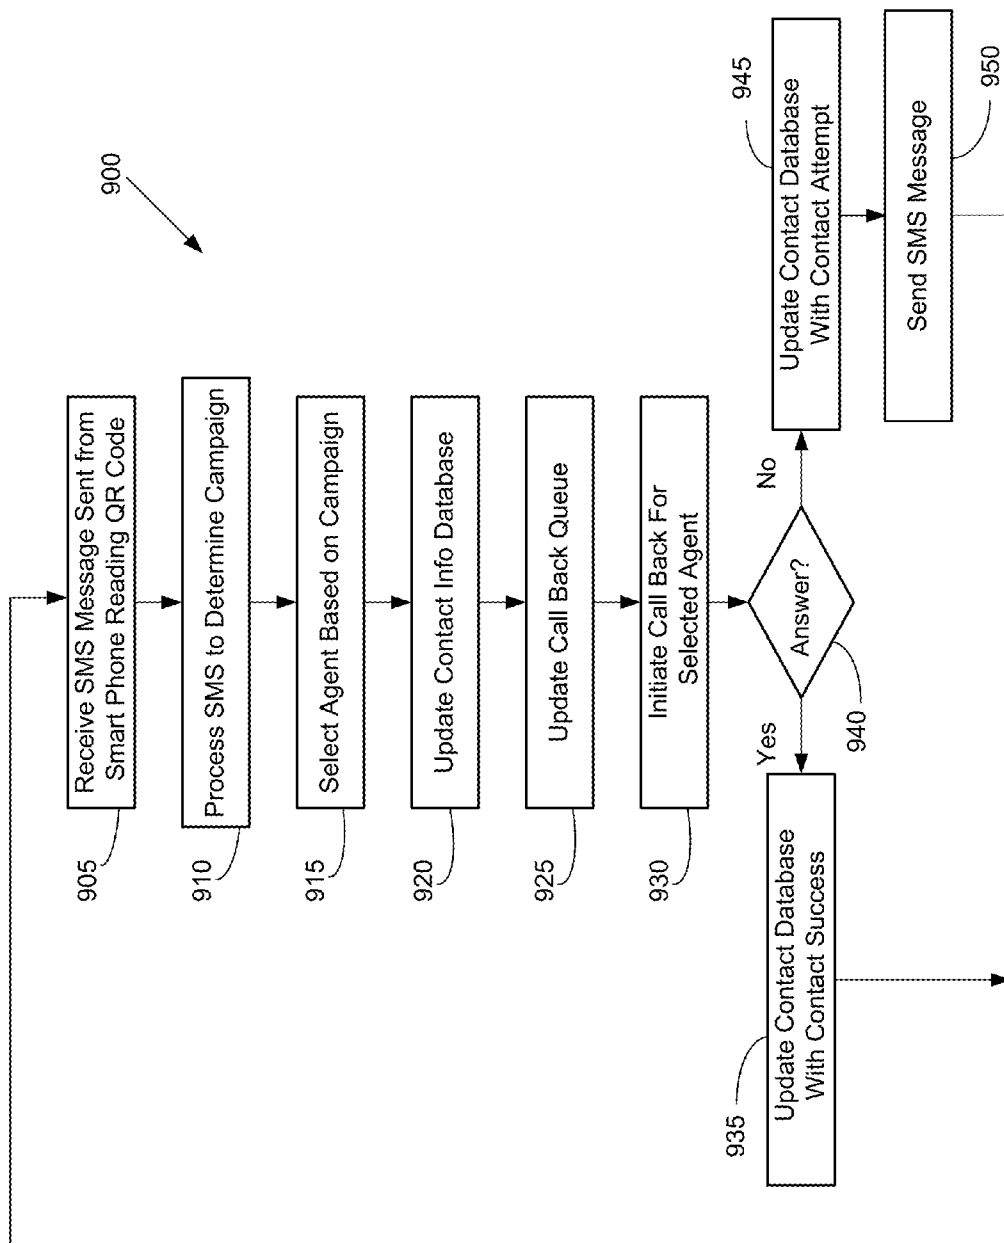 900
Receive SMS Message Sent from
Smart Phone Reading QR Code
905
Process SMS to Determine Campaign
910
Select Agent Based on Campaign
915
Update Contact Info Database
920
Update Call Back Queue
925
Initiate Call Back For
Selected Agent
930
Answer?
940
Yes
No
Update Contact Database
With Contact Success
935
Update Contact Database
With Contact Attempt
945
Send SMS Message
950